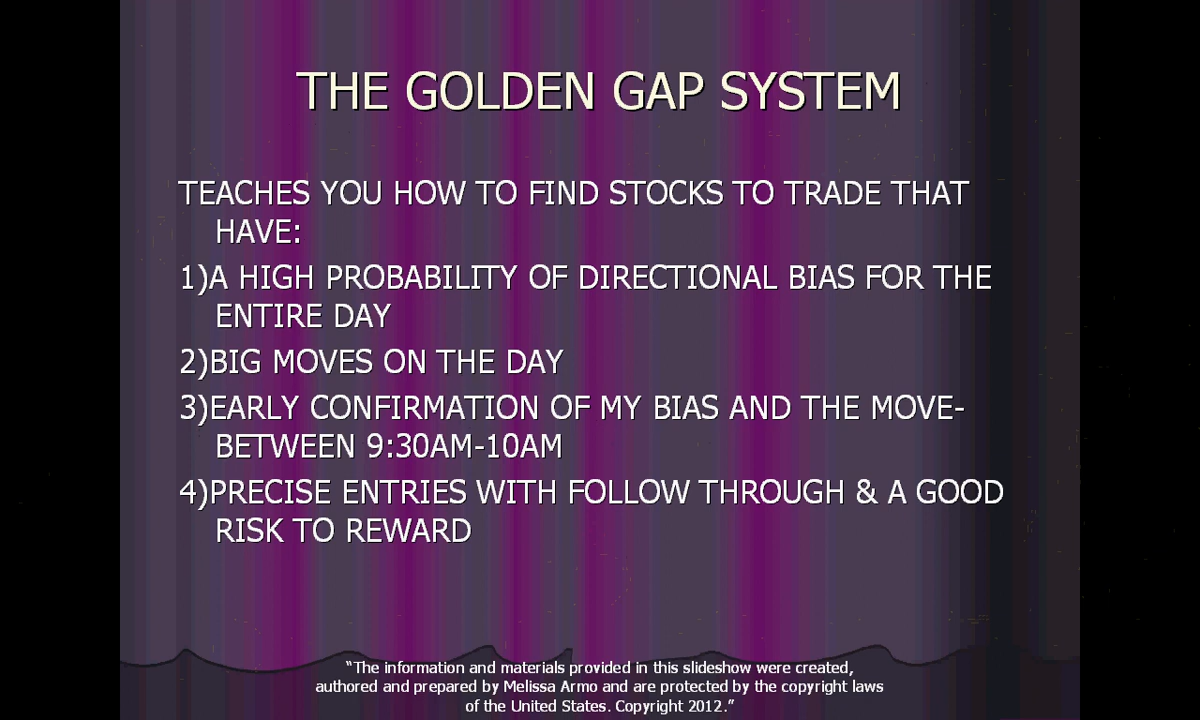 THE GOLDEN GAP SYSTEM
TEACHES YOU HOW TO FIND STOCKS TO TRADE THAT
HAVE:
1)A HIGH PROBABILITY OF DIRECTIONAL BIAS FOR THE
ENTIRE DAY
2)BIG MOVES ON THE DAY
3)EARLY CONFIRMATION OF MY BIAS AND THE MOVE-
BETWEEN 9:30AM-10AM
4)PRECISE ENTRIES WITH FOLLOW THROUGH & A GOOD
RISK TO REWARD
“The information and materials provided in this slideshow were created,
authored and prepared by Melissa Armo and are protected by the copyright laws
of the United States. Copyright 2012.”